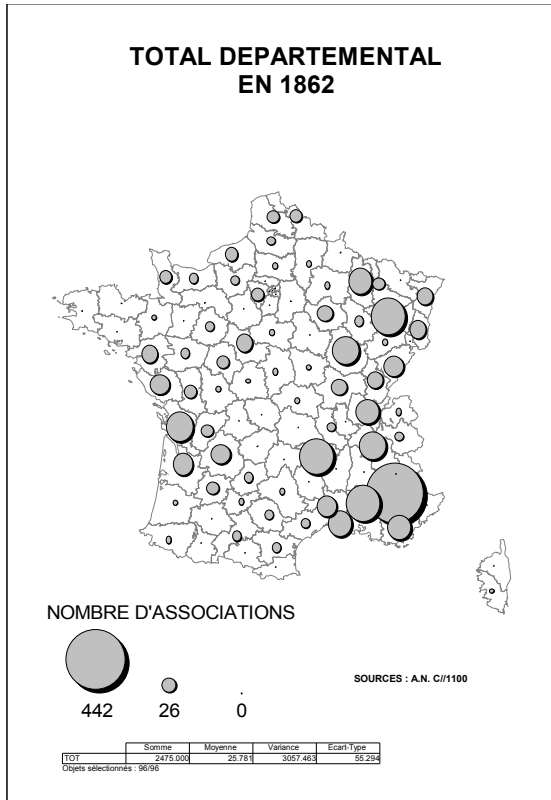 TOTAL DEPARTEMENTAL
EN 1862
NOMBRE D'ASSOCIATIONS
442 26 0
SOURCES : A.N. C//1100
Somme Moyenne Variance Ecart-Type
TOT 2475.000 25.781 3057.463 55.294
Objets sélectionnés : 96/96